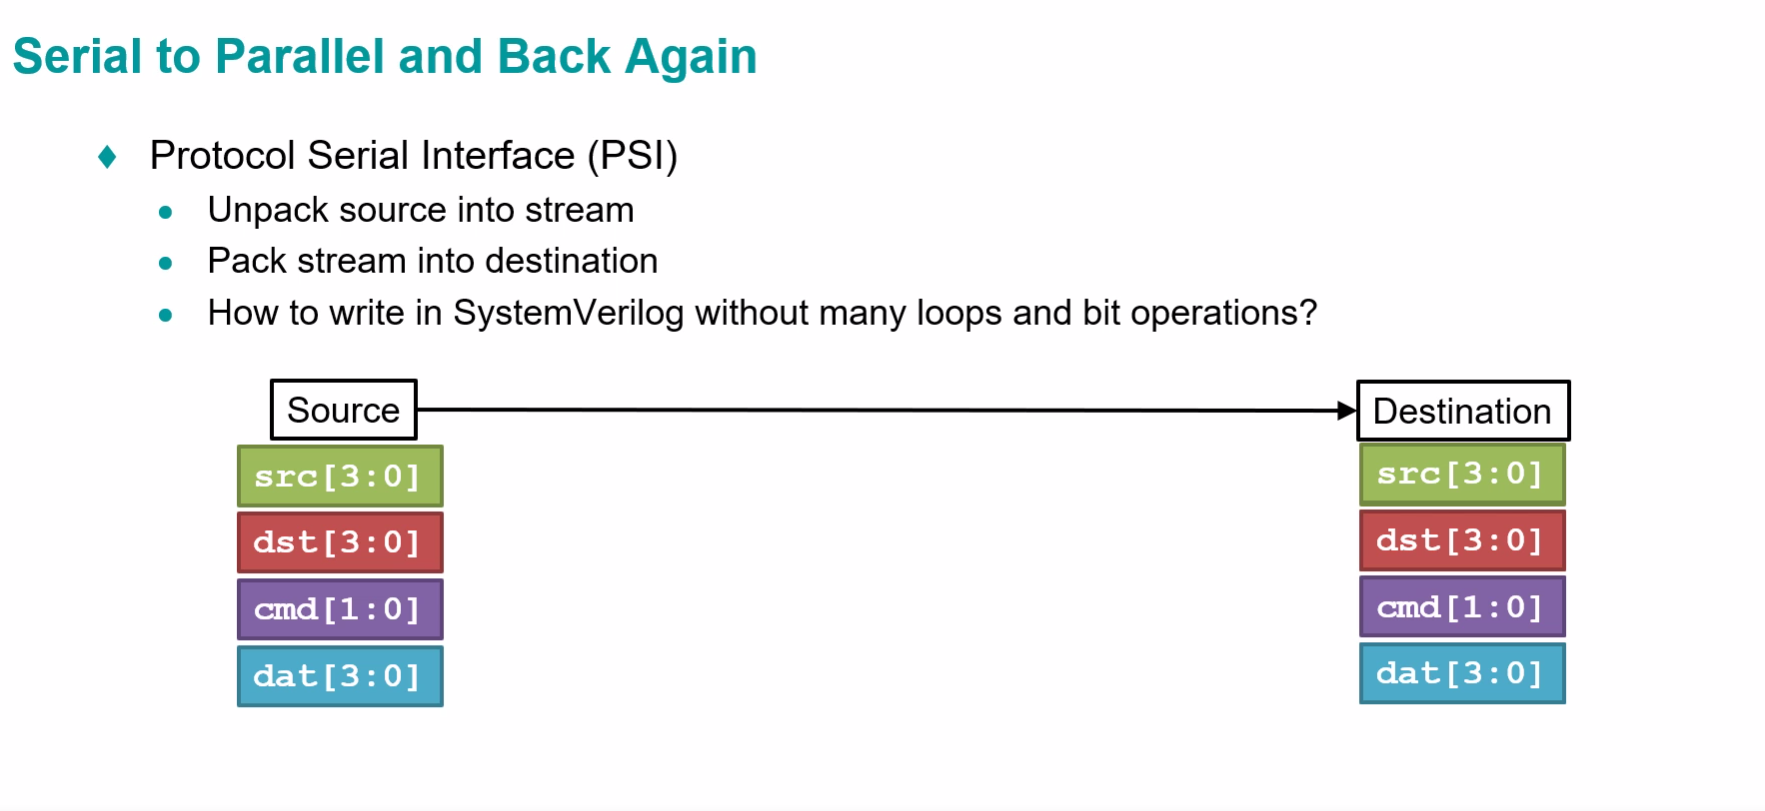 Serial to Parallel and Back Again
Protocol Serial Interface (PSI)
Unpack source into stream
Pack stream into destination
How to write in SystemVerilog without many loops and bit operations?
Source
src[3:0]
dst[3:0]
cmd[1:0]
dat[3:0]
Destination
src[3:0]
dst[3:0]
cmd[1:0]
dat[3:0]